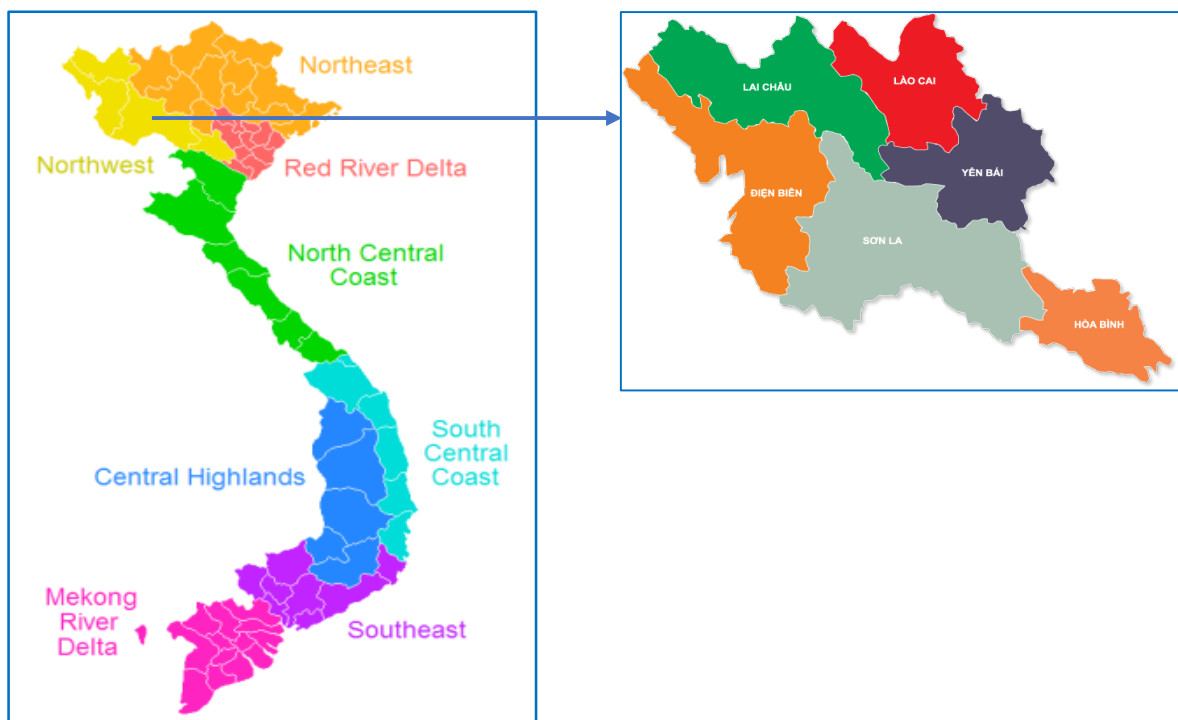 Northeast
Northwest
Red River Delta
North Central
Coast
South
Central
Coast
Central Highlands
Mekong
River
Delta
Southeast
LAI CHÂU
LÀO CAI
YÊN BÁI
ĐIỆN BIÊN
SƠN LA
HÒA BÌNH